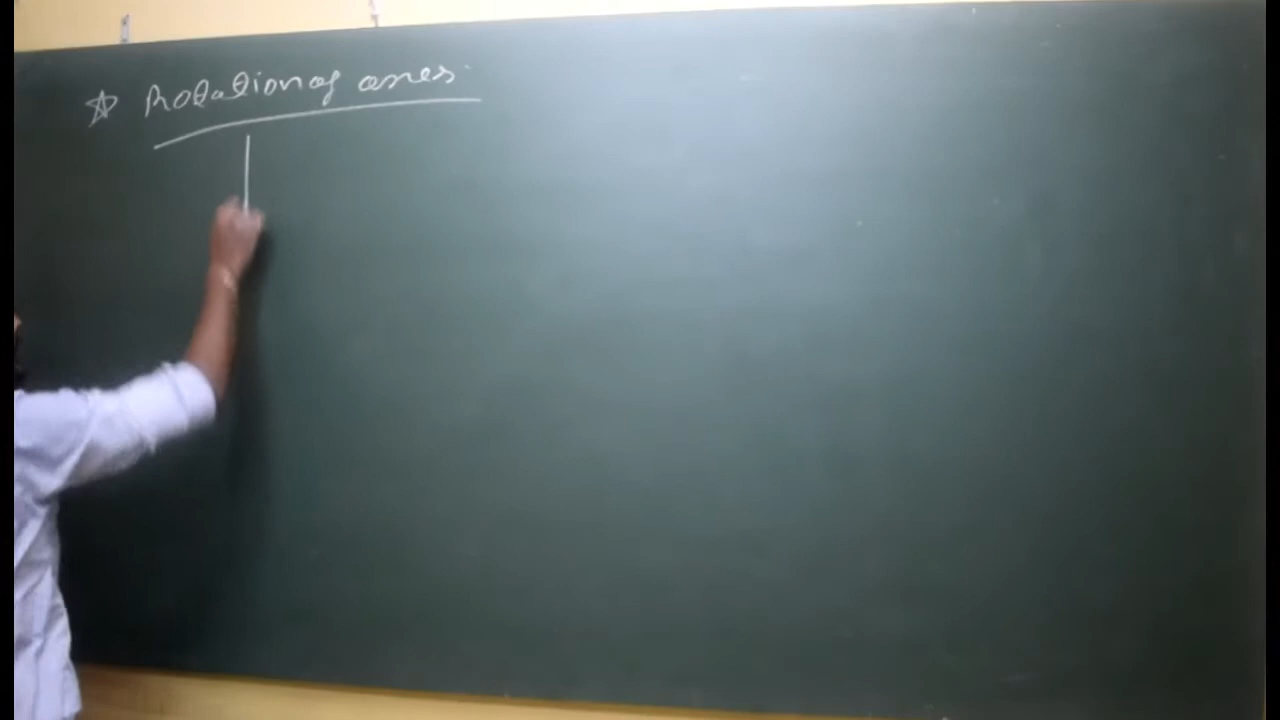 ☆ Rotation of axes.